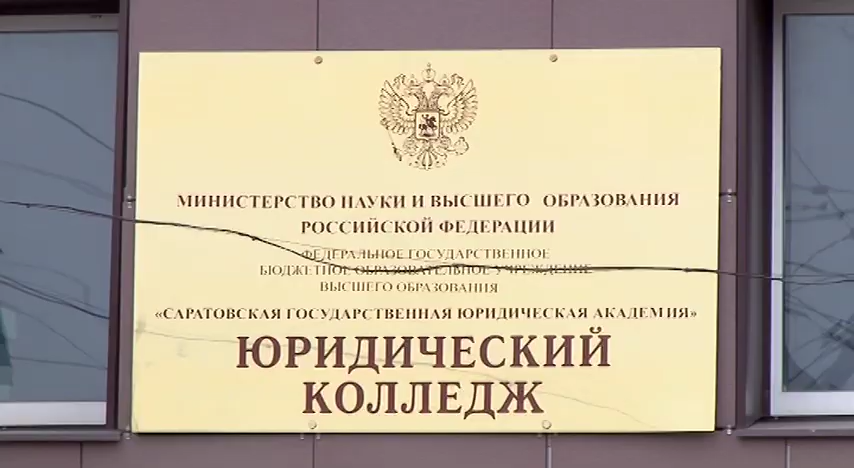 МИНИСТЕРСТВО НАУКИ И ВЫСШЕГО ОБРАЗОВАНИЯ
РОССИЙСКОЙ ФЕДЕРАЦИИ
ФЕДЕРАЛЬНОЕ ГОСУДАРСТВЕННОЕ
БЮДЖЕТНОЕ ОБРАЗОВАТЕЛЬНОЕ УЧРЕЖДЕНИЕ
ВЫСШЕГО ОБРАЗОВАНИЯ
«САРАТОВСКАЯ ГОСУДАРСТВЕННАЯ ЮРИДИЧЕСКАЯ АКАДЕМИЯ»
ЮРИДИЧЕСКИЙ
КОЛЛЕДЖ